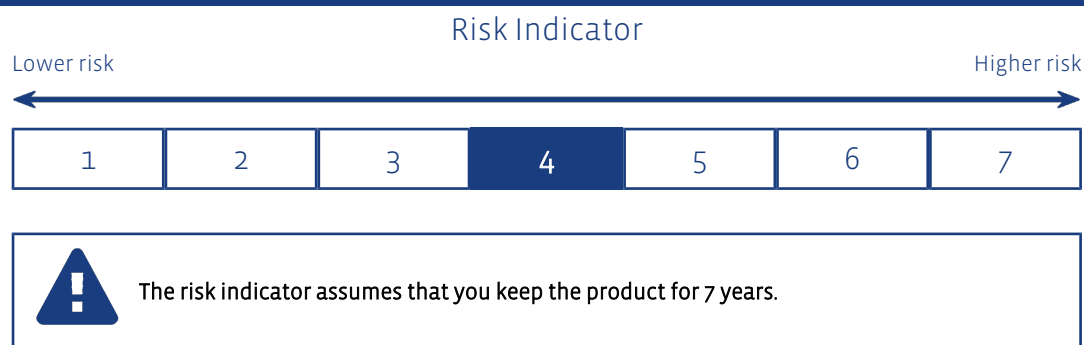 Risk Indicator
Lower risk Higher risk
1 2 3 4 5 6 7
The risk indicator assumes that you keep the product for 7 years.